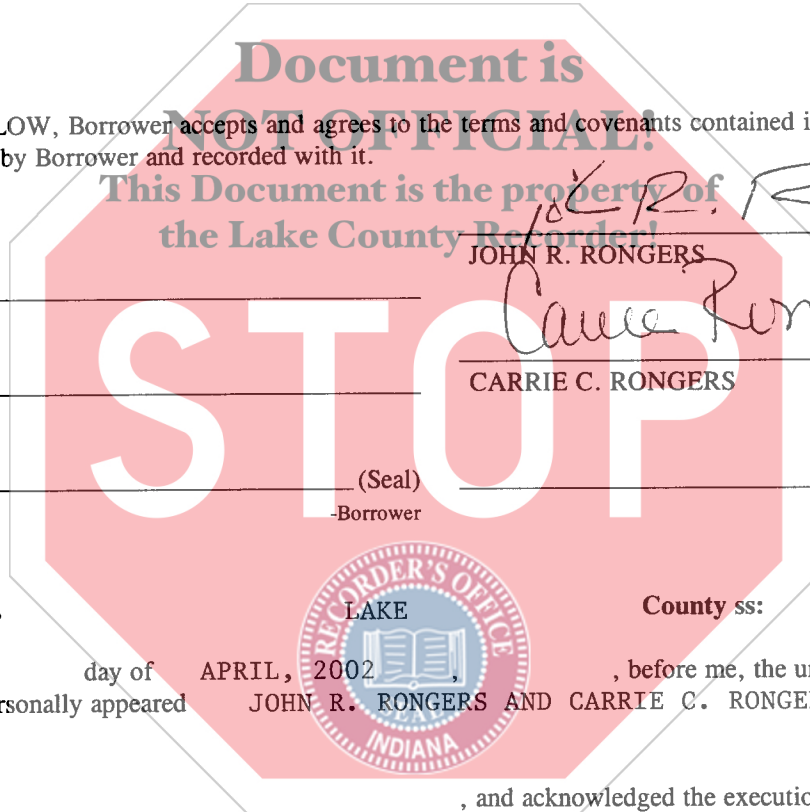 Document is
NOT OFFICIAL!
LOW, Borrower accepts and agrees to the terms and covenants contained i
by Borrower and recorded with it.
This Document is the property of
the Lake County Recorder!
JOHN R. RONGERS
CARRIE C. RONGERS
STOP
(Seal)
-Borrower
RECORDER'S OFFICE
LAKE County ss:
day of APRIL, 2002 , , before me, the u
rsonally appeared JOHN R. RONGERS AND CARRIE C. RONGE
SEAL
INDIANA
, and acknowledged the executio